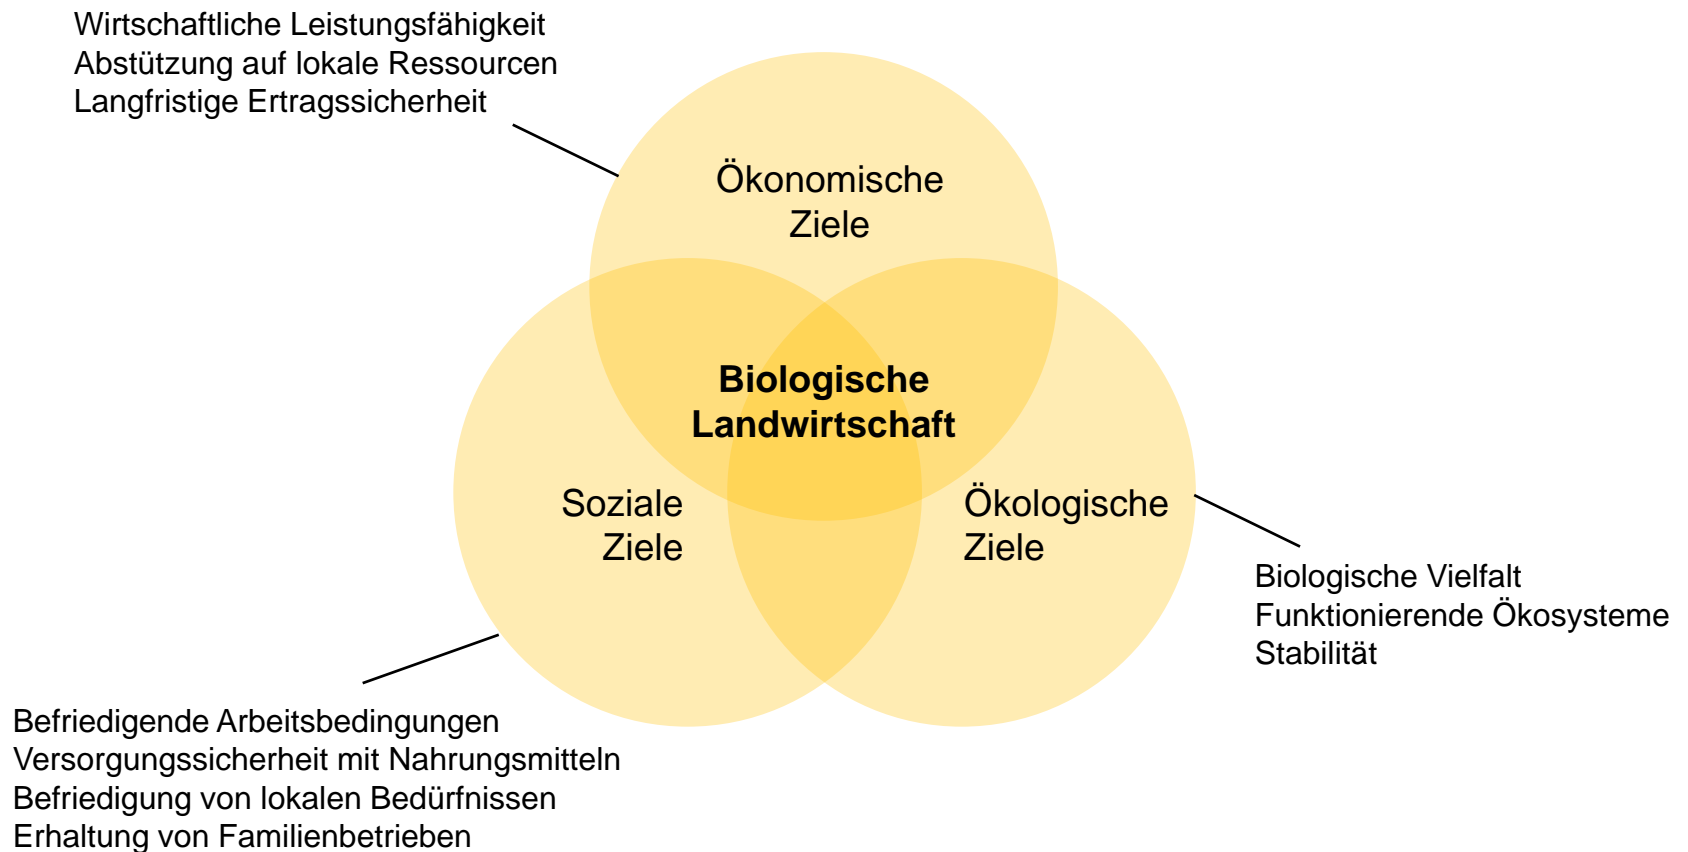 Wirtschaftliche Leistungsfähigkeit
Abstützung auf lokale Ressourcen
Langfristige Ertragssicherheit
Ökonomische
Ziele
Biologische
Landwirtschaft
Soziale
Ziele
Ökologische
Ziele
Biologische Vielfalt
Funktionierende Ökosysteme
Stabilität
Befriedigende Arbeitsbedingungen
Versorgungssicherheit mit Nahrungsmitteln
Befriedigung von lokalen Bedürfnissen
Erhaltung von Familienbetrieben